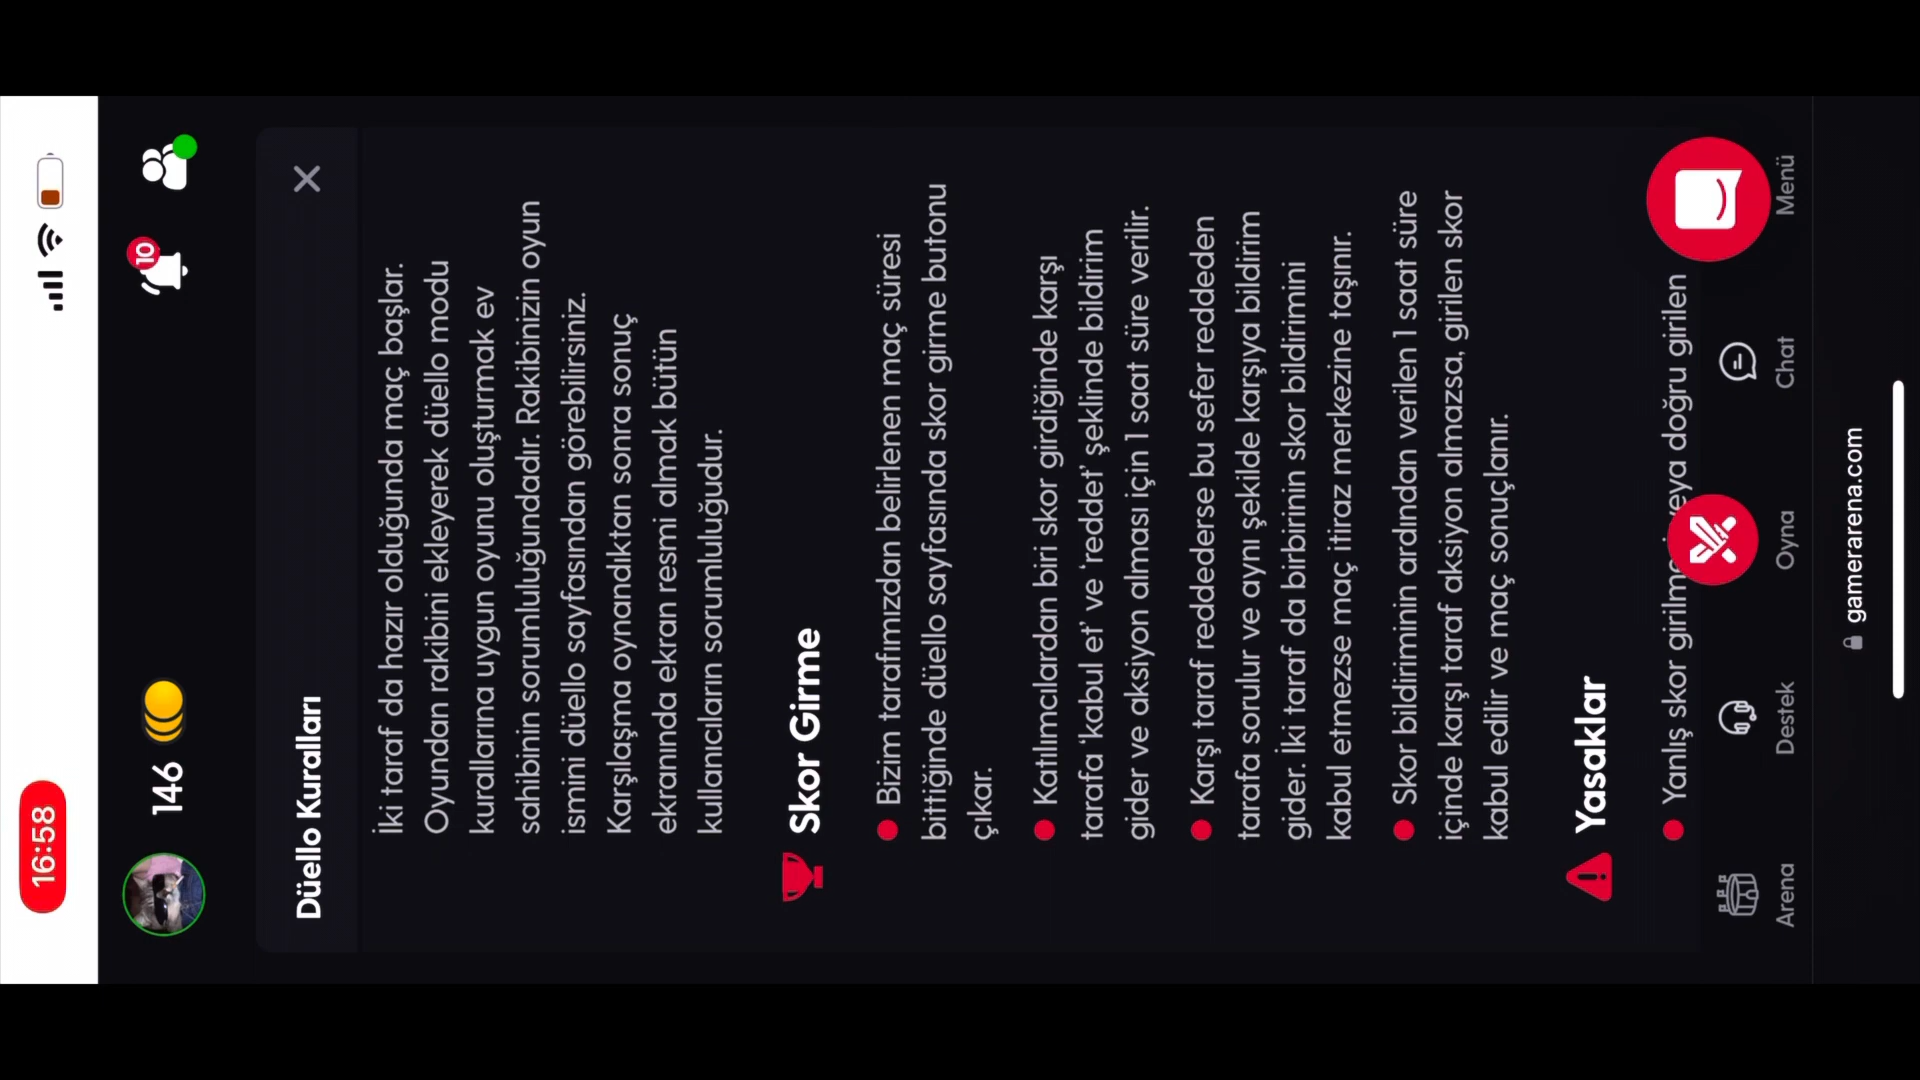 16:58
146
10
Düello Kuralları
İki taraf da hazır olduğunda maç başlar.
Oyundan rakibini ekleyerek düello modu
kurallarına uygun oyunu oluşturmak ev
sahibinin sorumluluğundadır. Rakibinizin oyun
ismini düello sayfasından görebilirsiniz.
Karşılaşma oynandıktan sonra sonuç
ekranında ekran resmi almak bütün
kullanıcıların sorumluluğudur.
Skor Girme
Bizim tarafımızdan belirlenen maç süresi
bittiğinde düello sayfasında skor girme butonu
çıkar.
Katılımcılardan biri skor girdiğinde karşı
tarafa ‘kabul et’ ve ‘reddet’ şeklinde bildirim
gider ve aksiyon alması için 1 saat süre verilir.
Karşı taraf reddederse bu sefer reddeden
tarafa sorulur ve aynı şekilde karşıya bildirim
gider. İki taraf da birbirinin skor bildirimini
kabul etmezse maç itiraz merkezine taşınır.
Skor bildiriminin ardından verilen 1 saat süre
içinde karşı taraf aksiyon almazsa, girilen skor
kabul edilir ve maç sonuçlanır.
Yasaklar
Yanlış skor girilme veya doğru girilen
Arena
Destek
Oyna
Chat
Menü
gamerarena.com